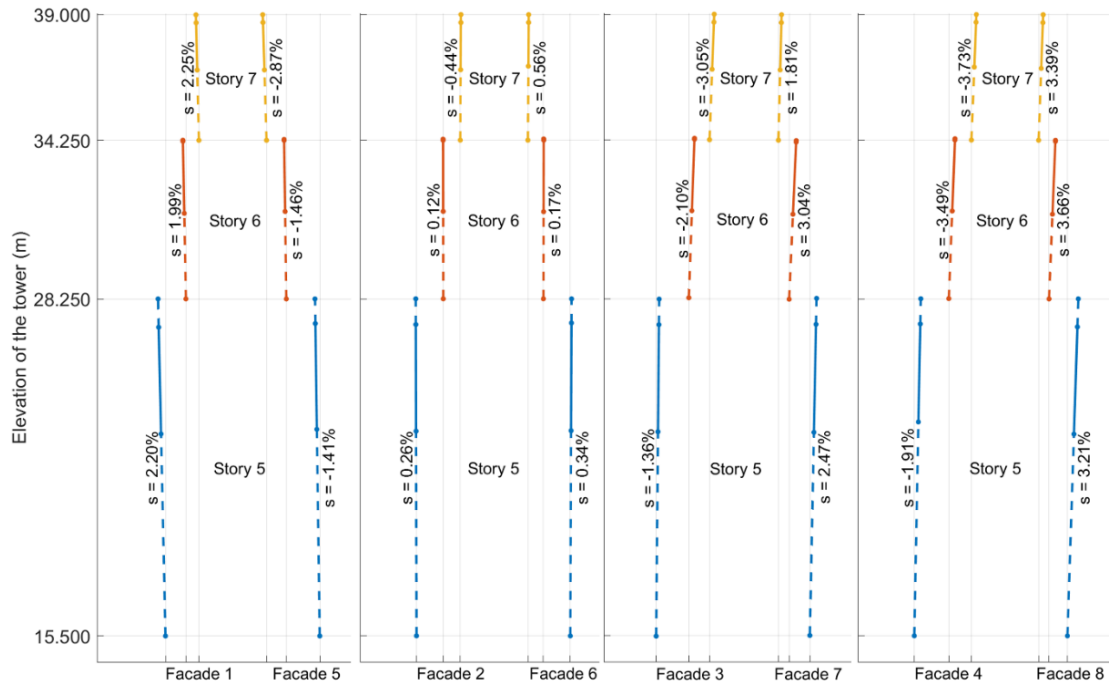 39.000
34.250
28.250
15.500
Elevation of the tower (m)
s = 2.25%
Story 7
s = -2.87%
s = 1.99%
Story 6
s = -1.46%
s = 2.20%
Story 5
s = -1.41%
Facade 1
Facade 5
s = -0.44%
Story 7
s = 0.56%
s = 0.12%
Story 6
s = 0.17%
s = 0.26%
Story 5
s = 0.34%
Facade 2
Facade 6
s = -3.05%
Story 7
s = 1.81%
s = -2.10%
Story 6
s = 3.04%
s = -1.36%
Story 5
s = 2.47%
Facade 3
Facade 7
s = -3.73%
Story 7
s = 3.39%
s = -3.49%
Story 6
s = 3.66%
s = -1.91%
Story 5
s = 3.21%
Facade 4
Facade 8